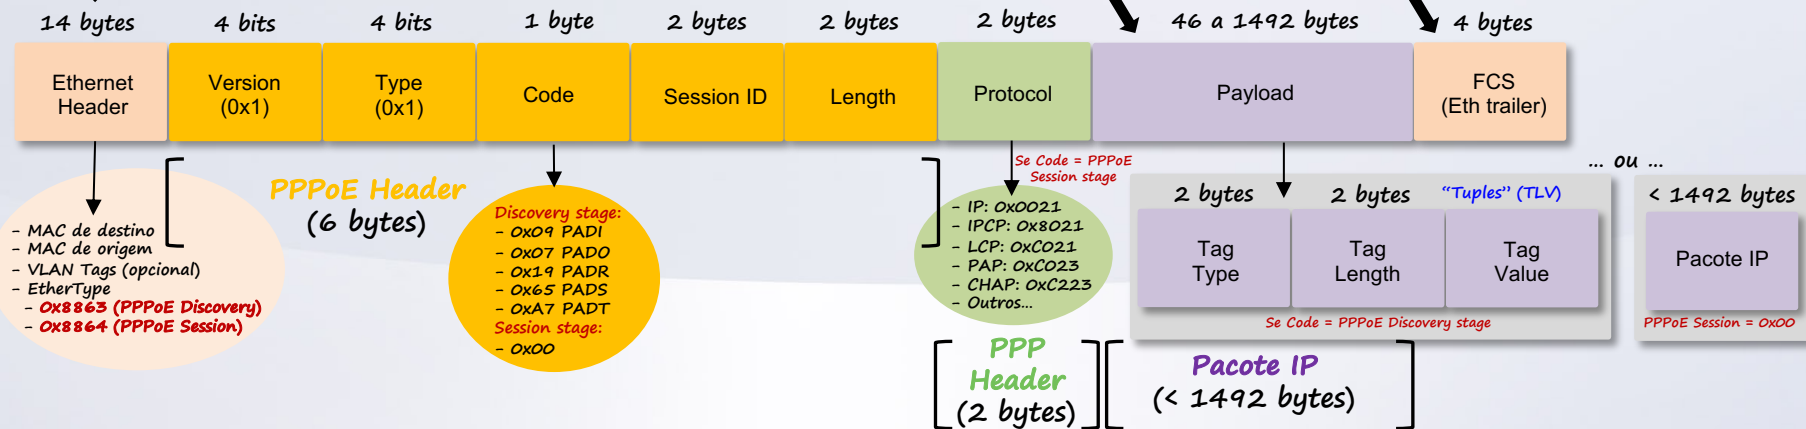 14 bytes
4 bits
4 bits
1 byte
2 bytes
2 bytes
2 bytes
46 a 1492 bytes
4 bytes
Ethernet
Header
Version
(0x1)
Type
(0x1)
Code
Session ID
Length
Protocol
Payload
FCS
(Eth trailer)
PPPoE Header
(6 bytes)
- MAC de destino
- MAC de origem
- VLAN Tags (opcional)
- EtherType
- 0x8863 (PPPoE Discovery)
- 0x8864 (PPPoE Session)
Discovery stage:
- 0x09 PADI
- 0x07 PADO
- 0x19 PADR
- 0x65 PADS
- 0xA7 PADT
Session stage:
- 0x00
Se Code = PPPoE
Session stage
- IP: 0x0021
- IPCP: 0x8021
- LCP: 0xC021
- PAP: 0xC023
- CHAP: 0xC223
- Outros...
PPP
Header
(2 bytes)
2 bytes
2 bytes
"Tuples" (TLV)
Tag
Type
Tag
Length
Tag
Value
Se Code = PPPoE Discovery stage
Pacote IP
(< 1492 bytes)
... ou ...
< 1492 bytes
Pacote IP
PPPoE Session = 0x00